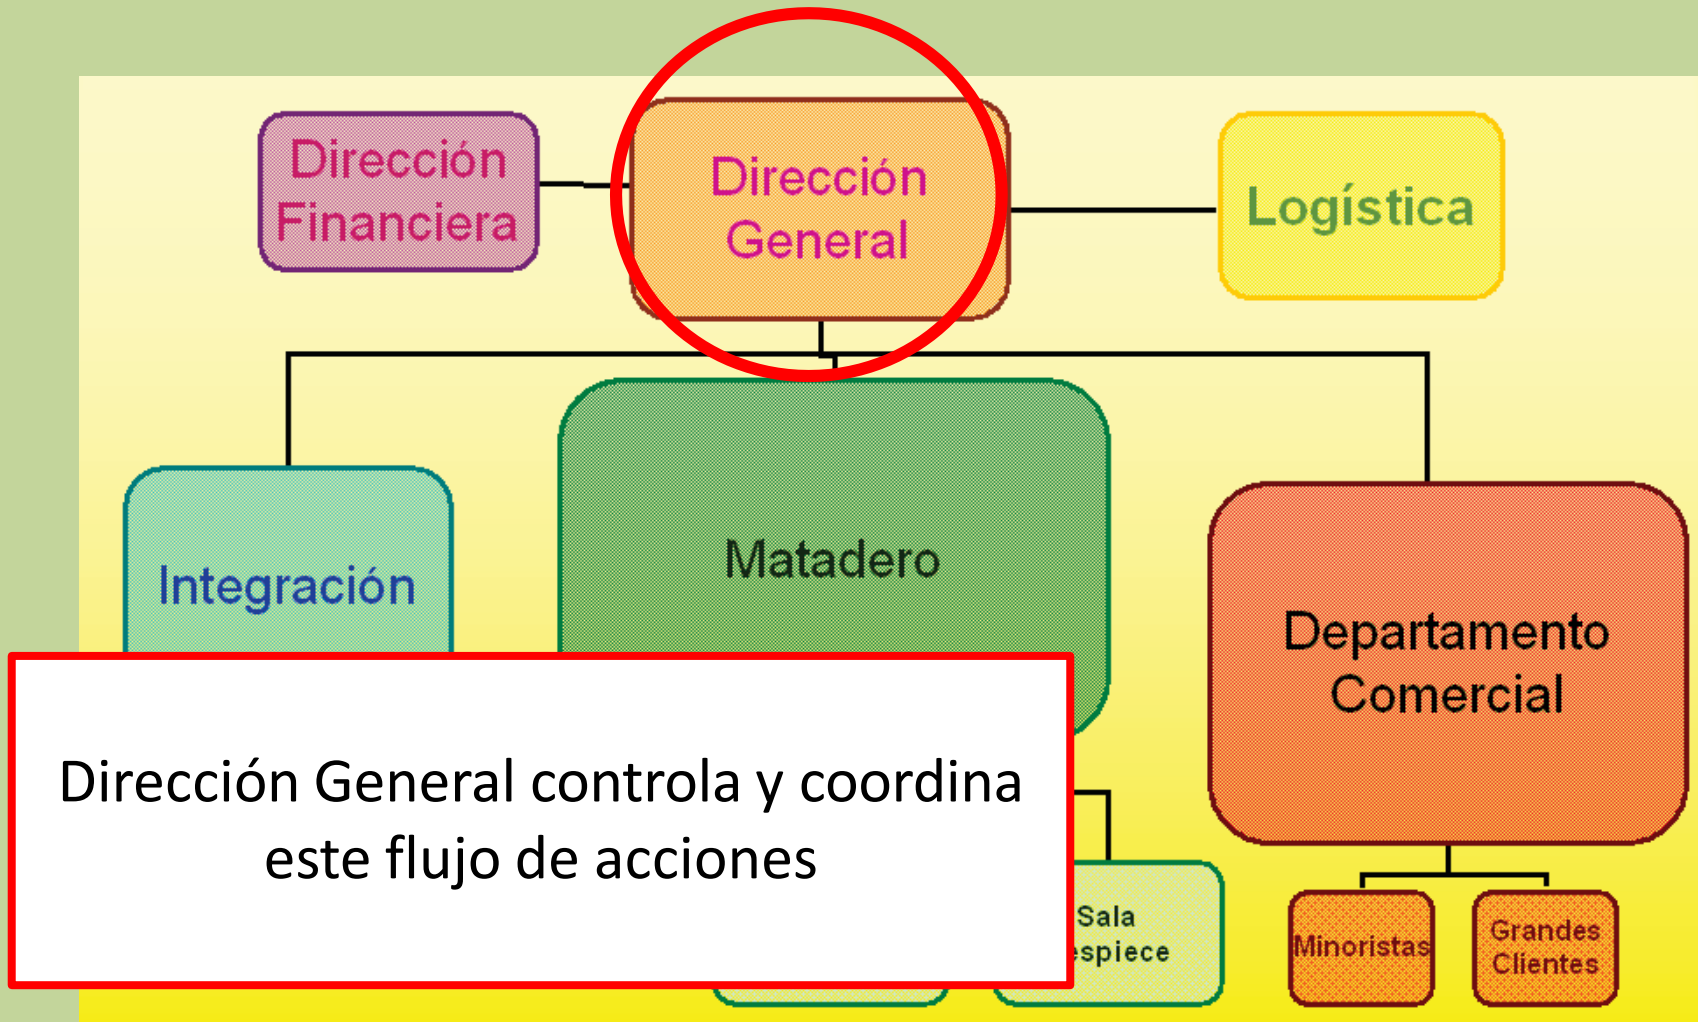 Dirección
Financiera
Dirección
General
Logística
Integración
Matadero
Departamento
Comercial
Dirección General controla y coordina
este flujo de acciones
Sala
espiece
Minoristas
Grandes
Clientes